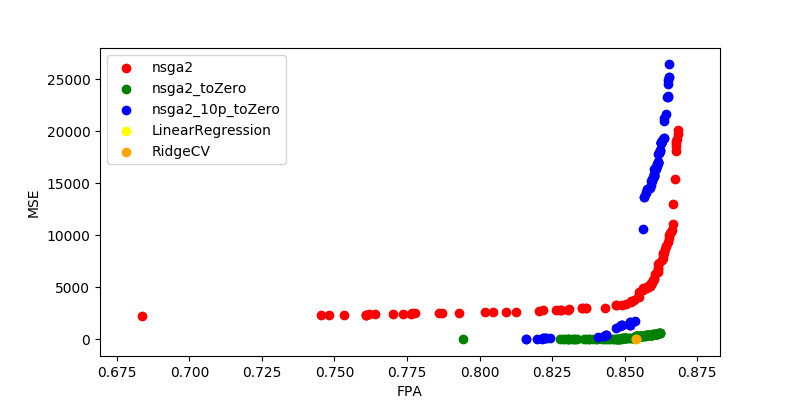 nsga2
nsga2_toZero
nsga2_10p_toZero
LinearRegression
RidgeCV
25000
20000
15000
10000
5000
0
MSE
0.675 0.700 0.725 0.750 0.775 0.800 0.825 0.850 0.875
FPA